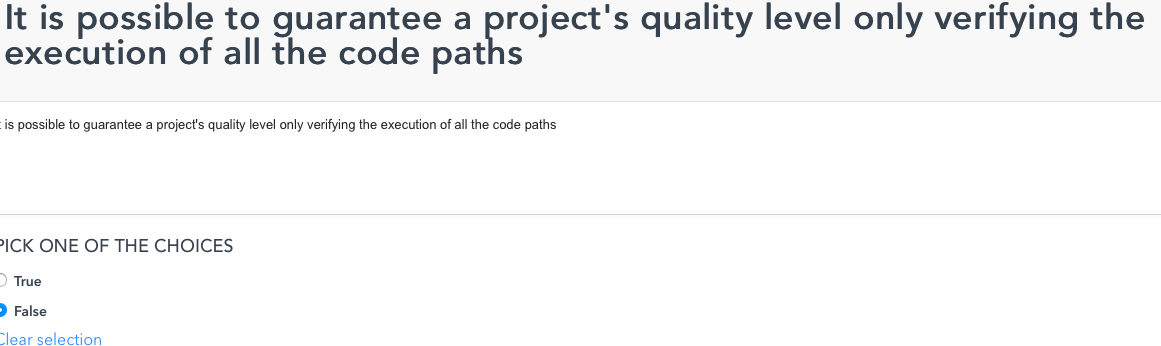 It is possible to guarantee a project's quality level only verifying the
execution of all the code paths
t is possible to guarantee a project's quality level only verifying the execution of all the code paths
PICK ONE OF THE CHOICES
True
False
Clear selection